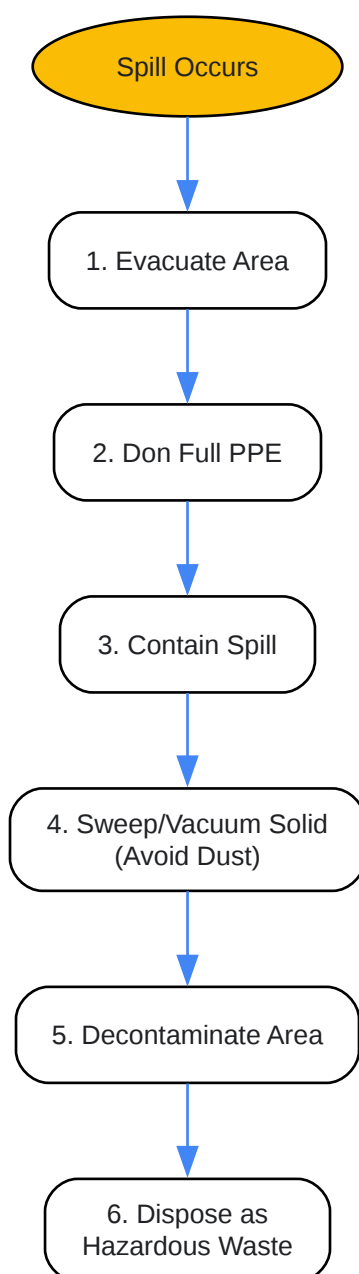 Spill Occurs
1. Evacuate Area
2. Don Full PPE
3. Contain Spill
4. Sweep/Vacuum Solid
(Avoid Dust)
5. Decontaminate Area
6. Dispose as
Hazardous Waste